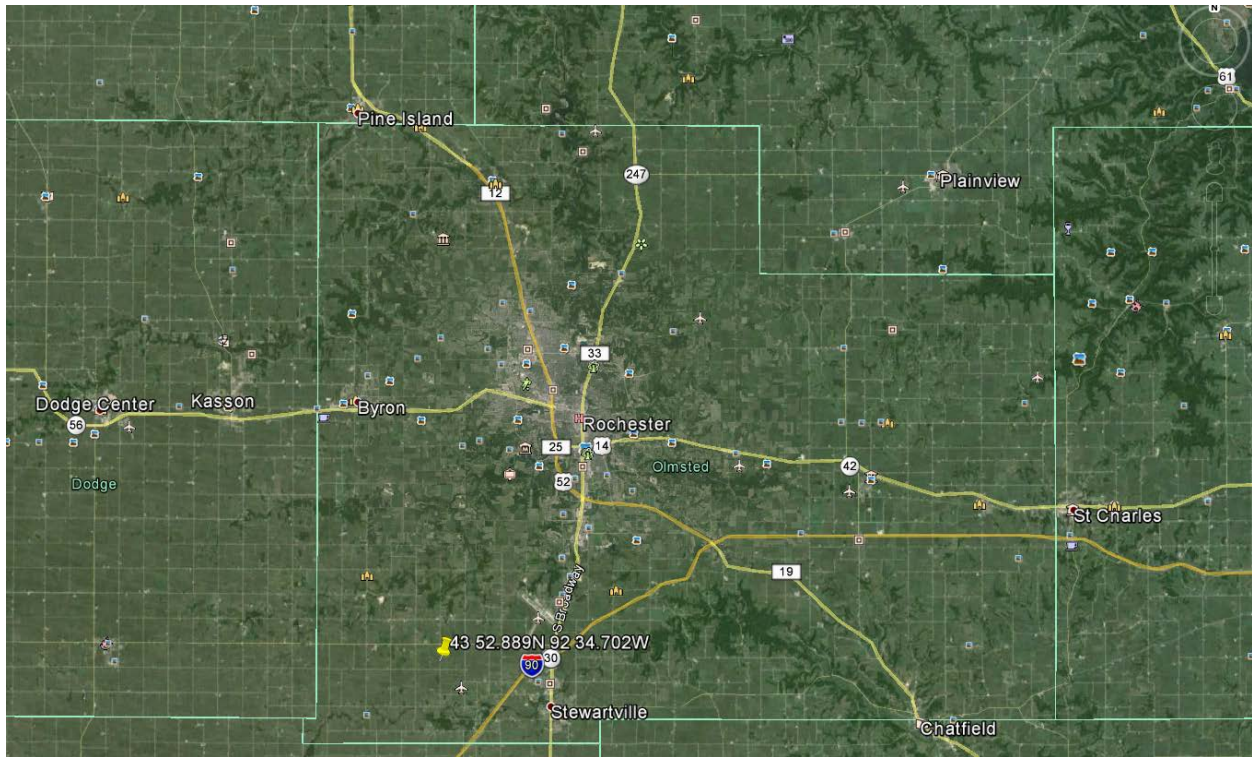 N
61
Pine Island
12
247
Plainview
33
Dodge Center
Kasson
Byron
56
Rochester
25
14
Olmsted
42
Dodge
52
St Charles
19
S Broadway
43 52.889N 92 34.702W
30
90
Stewartville
Chatfield